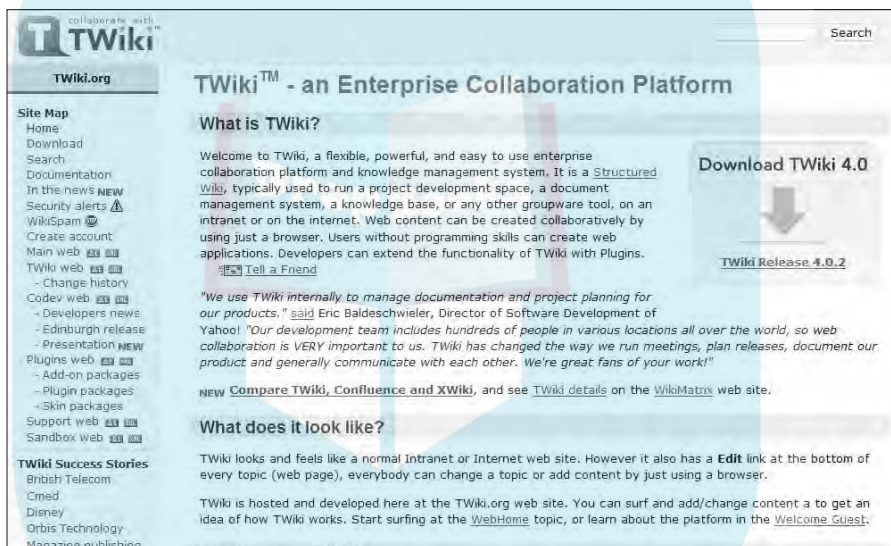 collaborate with
TWiki™
Search
TWiki.org
Site Map
Home
Download
Search
Documentation
In the news NEW
Security alerts
WikiSpam
Create account
Main web
TWiki web
- Change history
Codev web
- Developers news
- Edinburgh release
- Presentation NEW
Plugins web
- Add-on packages
- Plugin packages
- Skin packages
Support web
Sandbox web
TWiki Success Stories
British Telecom
Cmed
Disney
Orbis Technology
Magazine publishing
TWiki™ - an Enterprise Collaboration Platform
What is TWiki?
Welcome to TWiki, a flexible, powerful, and easy to use enterprise
collaboration platform and knowledge management system. It is a Structured
Wiki, typically used to run a project development space, a document
management system, a knowledge base, or any other groupware tool, on an
intranet or on the internet. Web content can be created collaboratively by
using just a browser. Users without programming skills can create web
applications. Developers can extend the functionality of TWiki with Plugins.
Tell a Friend
Download TWiki 4.0
TWiki Release 4.0.2
"We use TWiki internally to manage documentation and project planning for
our products." said Eric Baldeschwieler, Director of Software Development of
Yahoo! "Our development team includes hundreds of people in various locations all over the world, so web
collaboration is VERY important to us. TWiki has changed the way we run meetings, plan releases, document our
product and generally communicate with each other. We're great fans of your work!"
NEW Compare TWiki, Confluence and XWiki, and see TWiki details on the WikiMatrix web site.
What does it look like?
TWiki looks and feels like a normal Intranet or Internet web site. However it also has a Edit link at the bottom of
every topic (web page), everybody can change a topic or add content by just using a browser.
TWiki is hosted and developed here at the TWiki.org web site. You can surf and add/change content a to get an
idea of how TWiki works. Start surfing at the WebHome topic, or learn about the platform in the Welcome Guest.